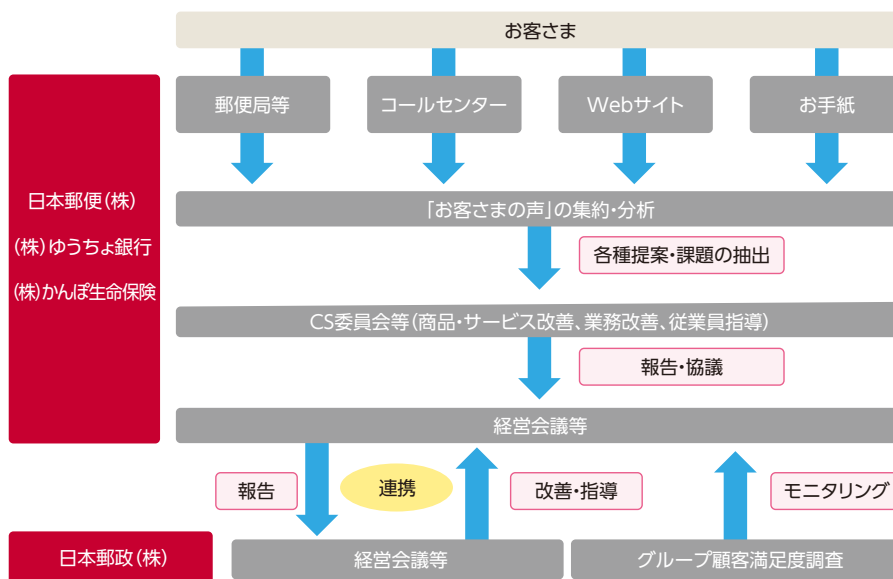 お客さま
郵便局等
コールセンター
Webサイト
お手紙
日本郵便(株)
(株)ゆうちょ銀行
(株)かんぽ生命保険
「お客さまの声」の集約・分析
各種提案・課題の抽出
CS委員会等(商品・サービス改善、業務改善、従業員指導)
報告・協議
経営会議等
報告
連携
改善・指導
モニタリング
日本郵政(株)
経営会議等
グループ顧客満足度調査